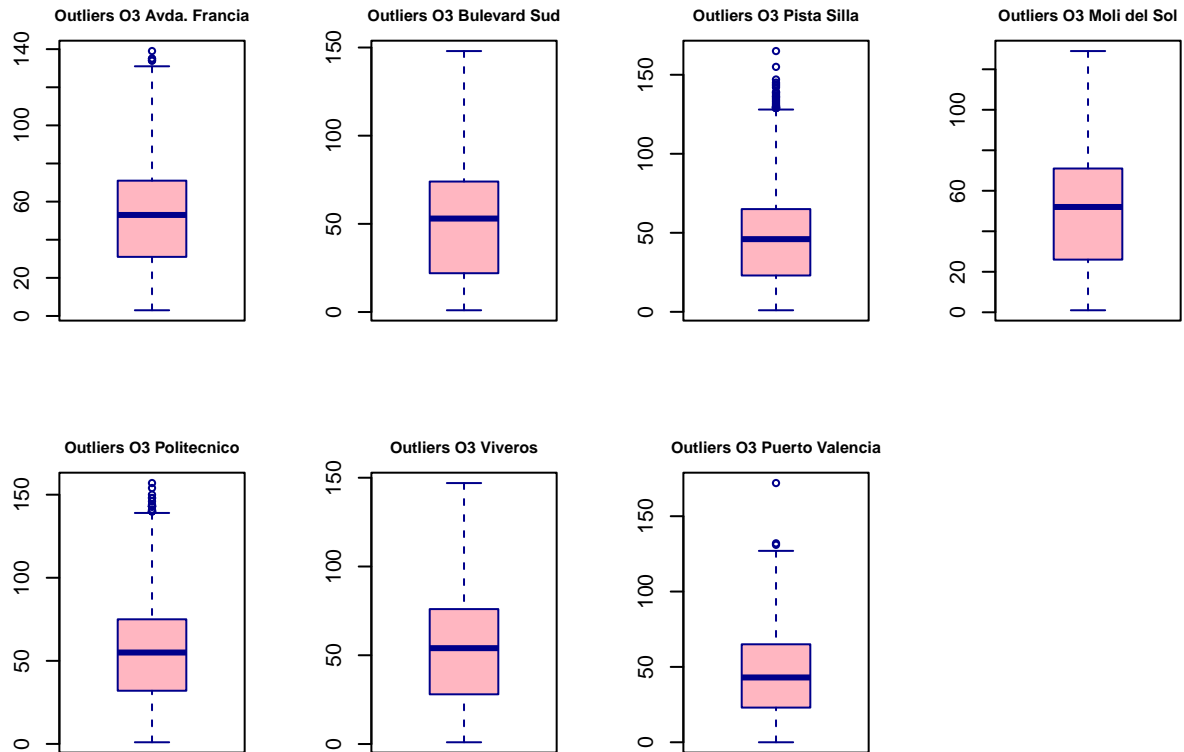 Outliers O3 Avda. Francia
0 20 60 100 140
Outliers O3 Bulevard Sud
0 50 100 150
Outliers O3 Pista Silla
0 50 100 150
Outliers O3 Moli del Sol
0 20 60 100
Outliers O3 Politecnico
0 50 100 150
Outliers O3 Viveros
0 50 100 150
Outliers O3 Puerto Valencia
0 50 100 150